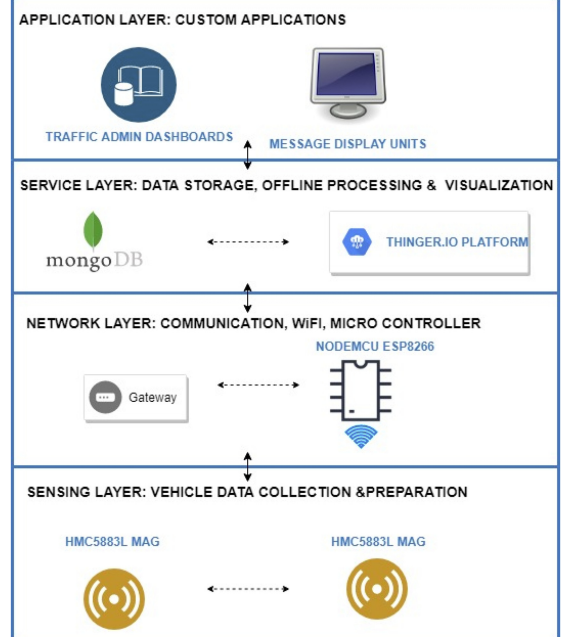 APPLICATION LAYER: CUSTOM APPLICATIONS
TRAFFIC ADMIN DASHBOARDS
MESSAGE DISPLAY UNITS
SERVICE LAYER: DATA STORAGE, OFFLINE PROCESSING & VISUALIZATION
mongoDB
THINGER.IO PLATFORM
NETWORK LAYER: COMMUNICATION, WiFI, MICRO CONTROLLER
NODEMCU ESP8266
Gateway
SENSING LAYER: VEHICLE DATA COLLECTION &PREPARATION
HMC5883L MAG
HMC5883L MAG